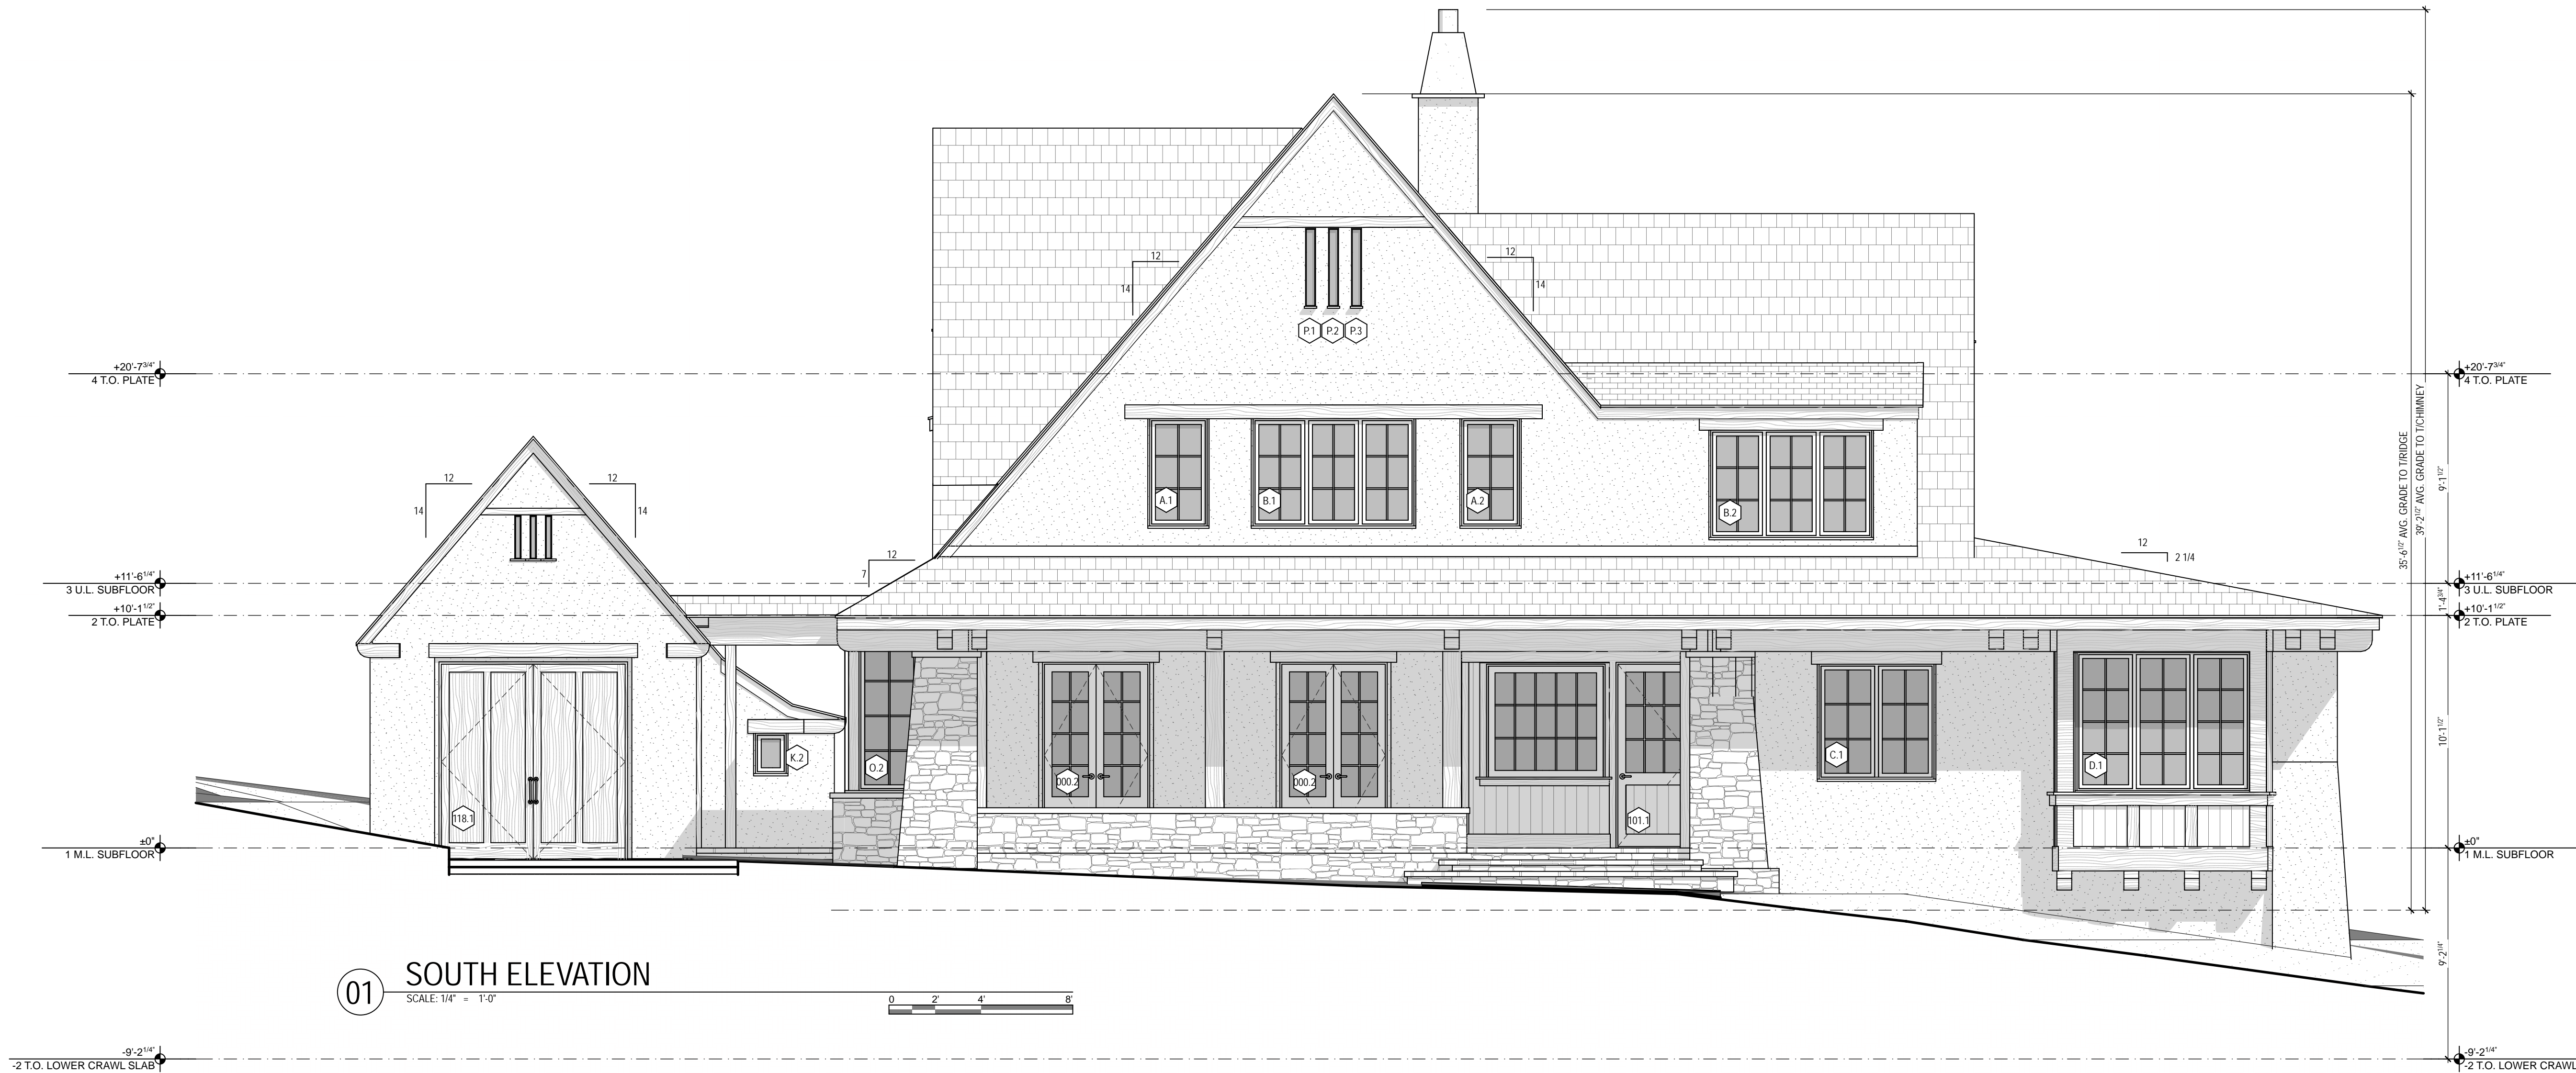 12
14
12
14
P.1 P.2 P.3
+20'-7 3/4"
4 T.O. PLATE
+20'-7 3/4"
4 T.O. PLATE
35'-6 1/2" AVG. GRADE TO T/RIDGE
39'-2 1/2" AVG. GRADE TO T/CHIMNEY
9'-1 1/2"
A.1
B.1
A.2
B.2
12
14
12
14
12
7
12
2 1/4
+11'-6 1/4"
3 U.L. SUBFLOOR
+11'-6 1/4"
3 U.L. SUBFLOOR
1'-4 3/4"
+10'-1 1/2"
2 T.O. PLATE
+10'-1 1/2"
2 T.O. PLATE
10'-1 1/2"
K.2
O.2
000.2
000.2
C.1
D.1
118.1
101.1
±0"
1 M.L. SUBFLOOR
±0"
1 M.L. SUBFLOOR
9'-2 1/4"
01
SOUTH ELEVATION
SCALE: 1/4" = 1'-0"
0 2' 4' 8'
-9'-2 1/4"
-2 T.O. LOWER CRAWL SLAB
-9'-2 1/4"
-2 T.O. LOWER CRAWL